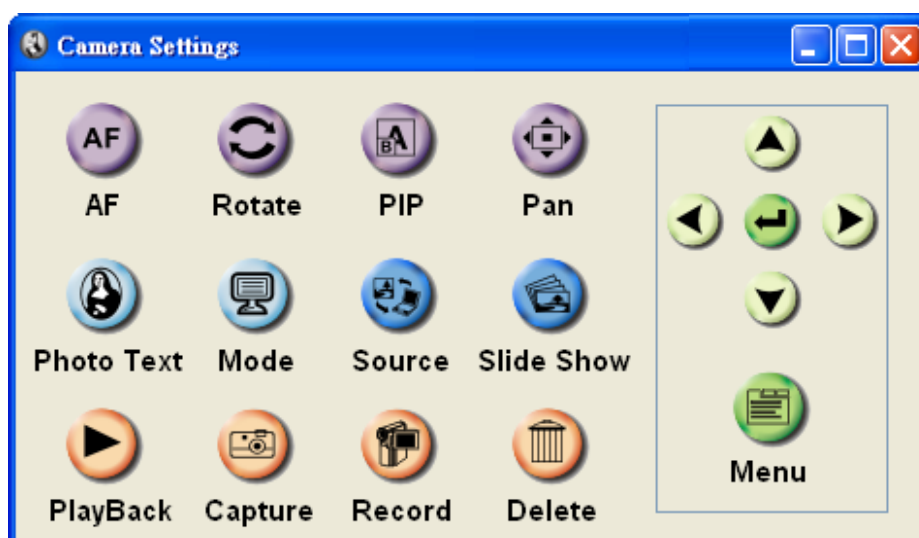 Camera Settings
AF
AF Rotate PIP Pan
Photo Text Mode Source Slide Show
PlayBack Capture Record Delete
Menu